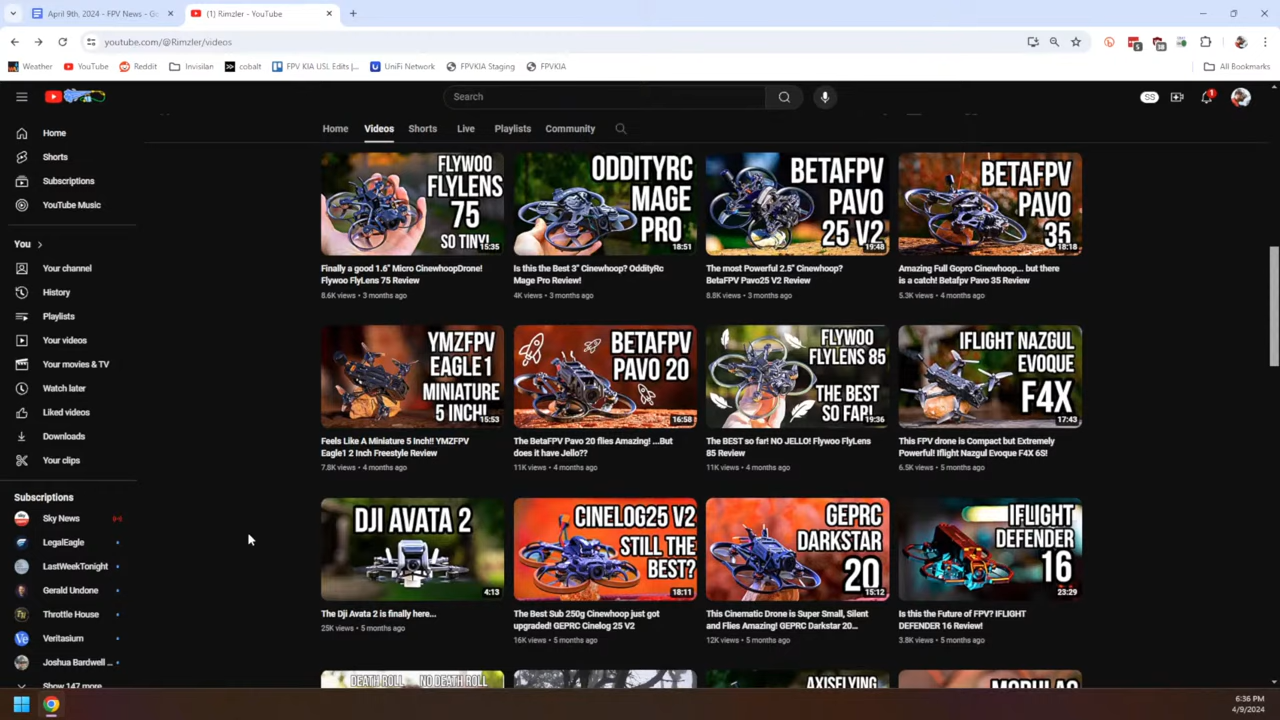 April 9th, 2024 - FPV News - Go
(1) Rimzler - YouTube
youtube.com/@Rimzler/videos
Weather
YouTube
Reddit
Invisilan
cobalt
FPV KIA USL Edits |...
UniFi Network
FPVKIA Staging
FPVKIA
All Bookmarks
Search
SS
1
Home
Videos
Shorts
Live
Playlists
Community
Home
Shorts
Subscriptions
YouTube Music
You
Your channel
History
Playlists
Your videos
Your movies & TV
Watch later
Liked videos
Downloads
Your clips
Subscriptions
Sky News
LegalEagle
LastWeekTonight
Gerald Undone
Throttle House
Veritasium
Joshua Bardwell ...
Show 147 more
FLYWOO
FLYLENS
75
SO TINY!
15:35
Finally a good 1.6" Micro CinewhoopDrone!
Flywoo FlyLens 75 Review
8.6K views • 3 months ago
ODDITYRC
MAGE
PRO
18:51
Is this the Best 3" Cinewhoop? OddityRc
Mage Pro Review!
4K views • 3 months ago
BETAFPV
PAVO
25 V2
19:48
The most Powerful 2.5" Cinewhoop?
BetaFPV Pavo25 V2 Review
8.8K views • 3 months ago
BETAFPV
PAVO
35
18:18
Amazing Full Gopro Cinewhoop... but there
is a catch! Betafpv Pavo 35 Review
5.3K views • 4 months ago
YMZFPV
EAGLE1
MINIATURE
5 INCH!
15:53
Feels Like A Miniature 5 Inch!! YMZFPV
Eagle1 2 Inch Freestyle Review
7.8K views • 4 months ago
BETAFPV
PAVO 20
16:58
The BetaFPV Pavo 20 flies Amazing! ...But
does it have Jello??
11K views • 4 months ago
FLYWOO
FLYLENS 85
THE BEST
SO FAR!
19:36
The BEST so far! NO JELLO! Flywoo FlyLens
85 Review
11K views • 4 months ago
IFLIGHT NAZGUL
EVOQUE
F4X
17:43
This FPV drone is Compact but Extremely
Powerful! Iflight Nazgul Evoque F4X 6S!
6.5K views • 5 months ago
DJI AVATA 2
4:13
The Dji Avata 2 is finally here...
25K views • 5 months ago
CINELOG25 V2
STILL THE
BEST?
18:11
The Best Sub 250g Cinewhoop just got
upgraded! GEPRC Cinelog 25 V2
16K views • 5 months ago
GEPRC
DARKSTAR
20
15:12
This Cinematic Drone is Super Small, Silent
and Flies Amazing! GEPRC Darkstar 20...
12K views • 5 months ago
IFLIGHT
DEFENDER
16
23:29
Is this the Future of FPV? IFLIGHT
DEFENDER 16 Review!
3.8K views • 5 months ago
DEATH ROLL
NO DEATH ROLL
AXISFLYING
6:36 PM
4/9/2024